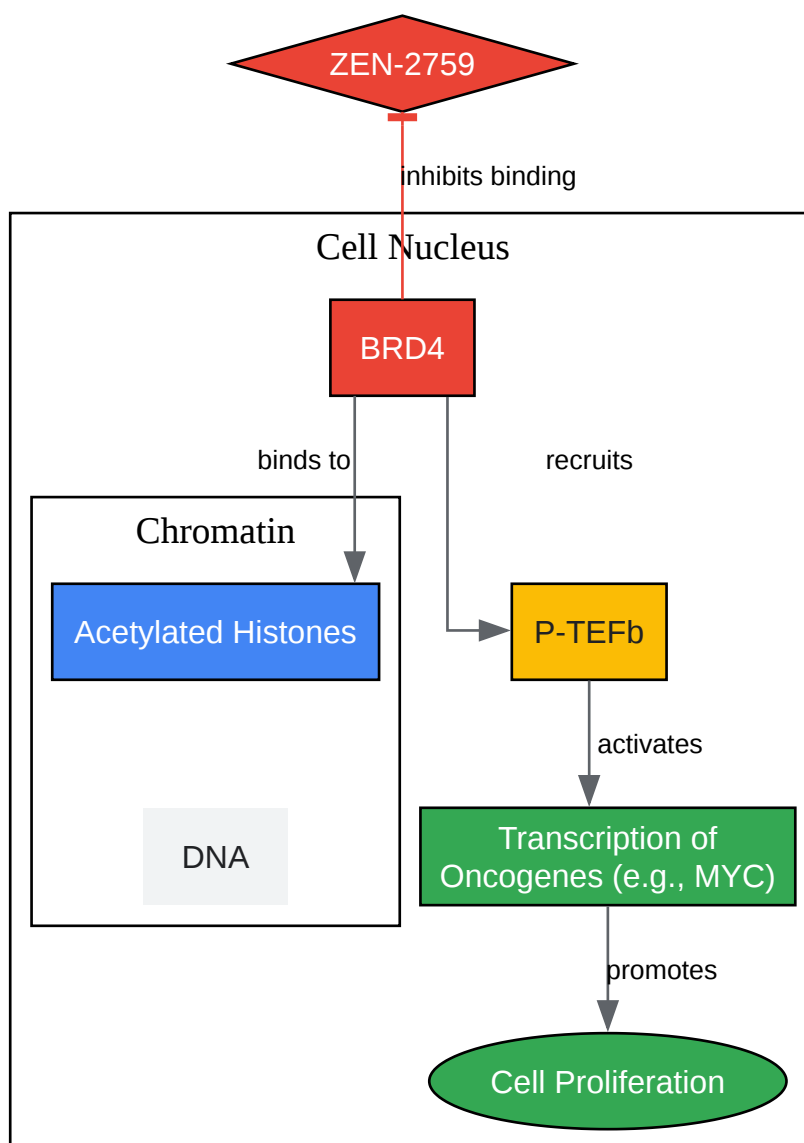 ZEN-2759
inhibits binding
Cell Nucleus
BRD4
binds to
recruits
Chromatin
Acetylated Histones
P-TEFb
activates
Transcription of
Oncogenes (e.g., MYC)
DNA
promotes
Cell Proliferation